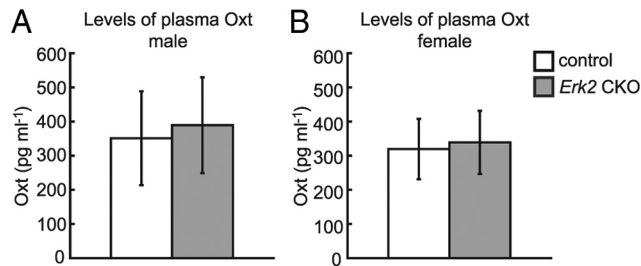 A
Levels of plasma Oxt
male
Oxt (pg ml⁻¹)
600
500
400
300
200
100
0
B
Levels of plasma Oxt
female
Oxt (pg ml⁻¹)
600
500
400
300
200
100
0
control
Erk2 CKO